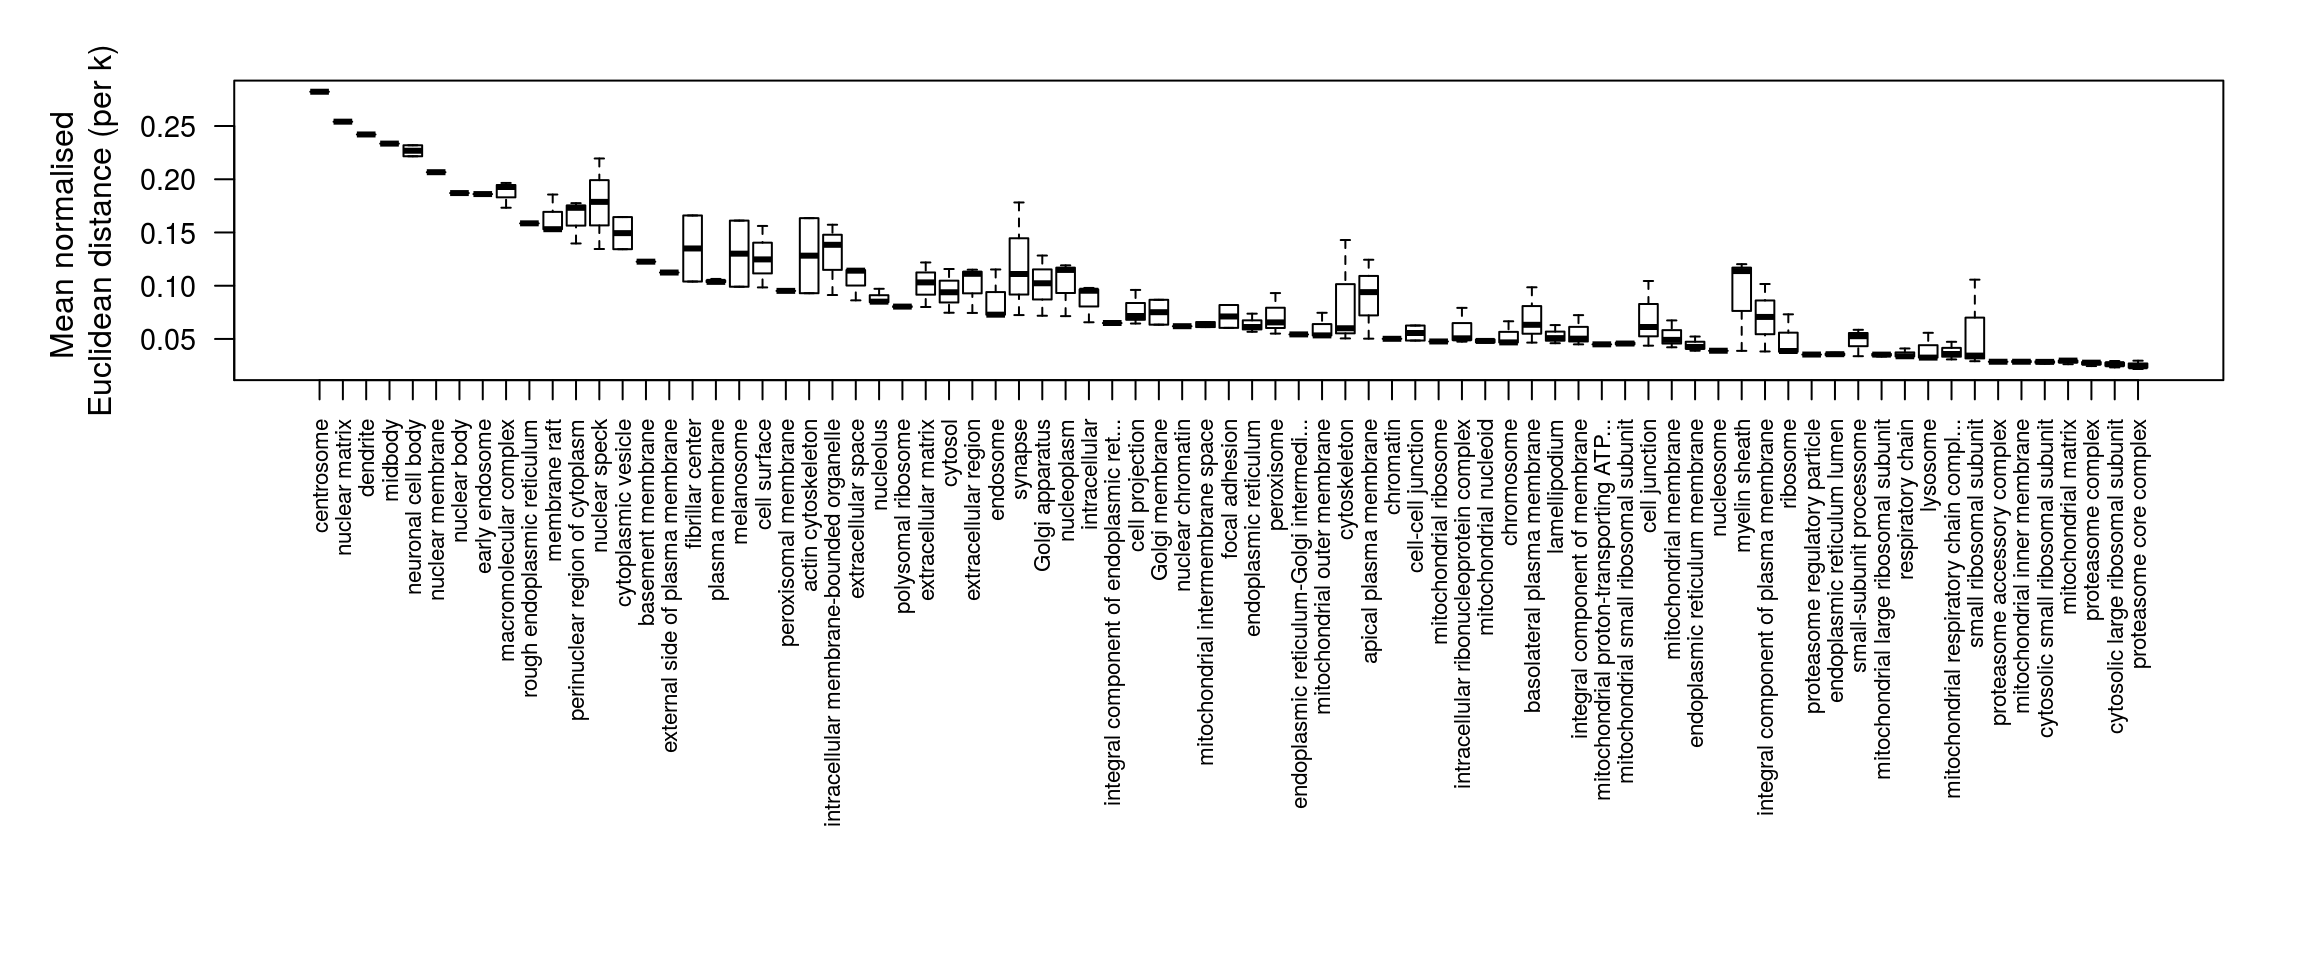 Mean normalised
Euclidean distance (per k)
0.25
0.20
0.15
0.10
0.05
centrosome
nuclear matrix
dendrite
midbody
neuronal cell body
nuclear membrane
nuclear body
early endosome
macromolecular complex
rough endoplasmic reticulum
membrane raft
perinuclear region of cytoplasm
nuclear speck
cytoplasmic vesicle
basement membrane
external side of plasma membrane
fibrillar center
plasma membrane
melanosome
cell surface
peroxisomal membrane
actin cytoskeleton
intracellular membrane-bounded organelle
extracellular space
nucleolus
polysomal ribosome
extracellular matrix
cytosol
extracellular region
endosome
synapse
Golgi apparatus
nucleoplasm
intracellular
integral component of endoplasmic ret...
cell projection
Golgi membrane
nuclear chromatin
mitochondrial intermembrane space
focal adhesion
endoplasmic reticulum
peroxisome
endoplasmic reticulum-Golgi intermedi...
mitochondrial outer membrane
cytoskeleton
apical plasma membrane
chromatin
cell-cell junction
mitochondrial ribosome
intracellular ribonucleoprotein complex
mitochondrial nucleoid
chromosome
basolateral plasma membrane
lamellipodium
integral component of membrane
mitochondrial proton-transporting ATP...
mitochondrial small ribosomal subunit
cell junction
mitochondrial membrane
endoplasmic reticulum membrane
nucleosome
myelin sheath
integral component of plasma membrane
ribosome
proteasome regulatory particle
endoplasmic reticulum lumen
small-subunit processome
mitochondrial large ribosomal subunit
respiratory chain
lysosome
mitochondrial respiratory chain compl...
small ribosomal subunit
proteasome accessory complex
mitochondrial inner membrane
cytosolic small ribosomal subunit
mitochondrial matrix
proteasome complex
cytosolic large ribosomal subunit
proteasome core complex